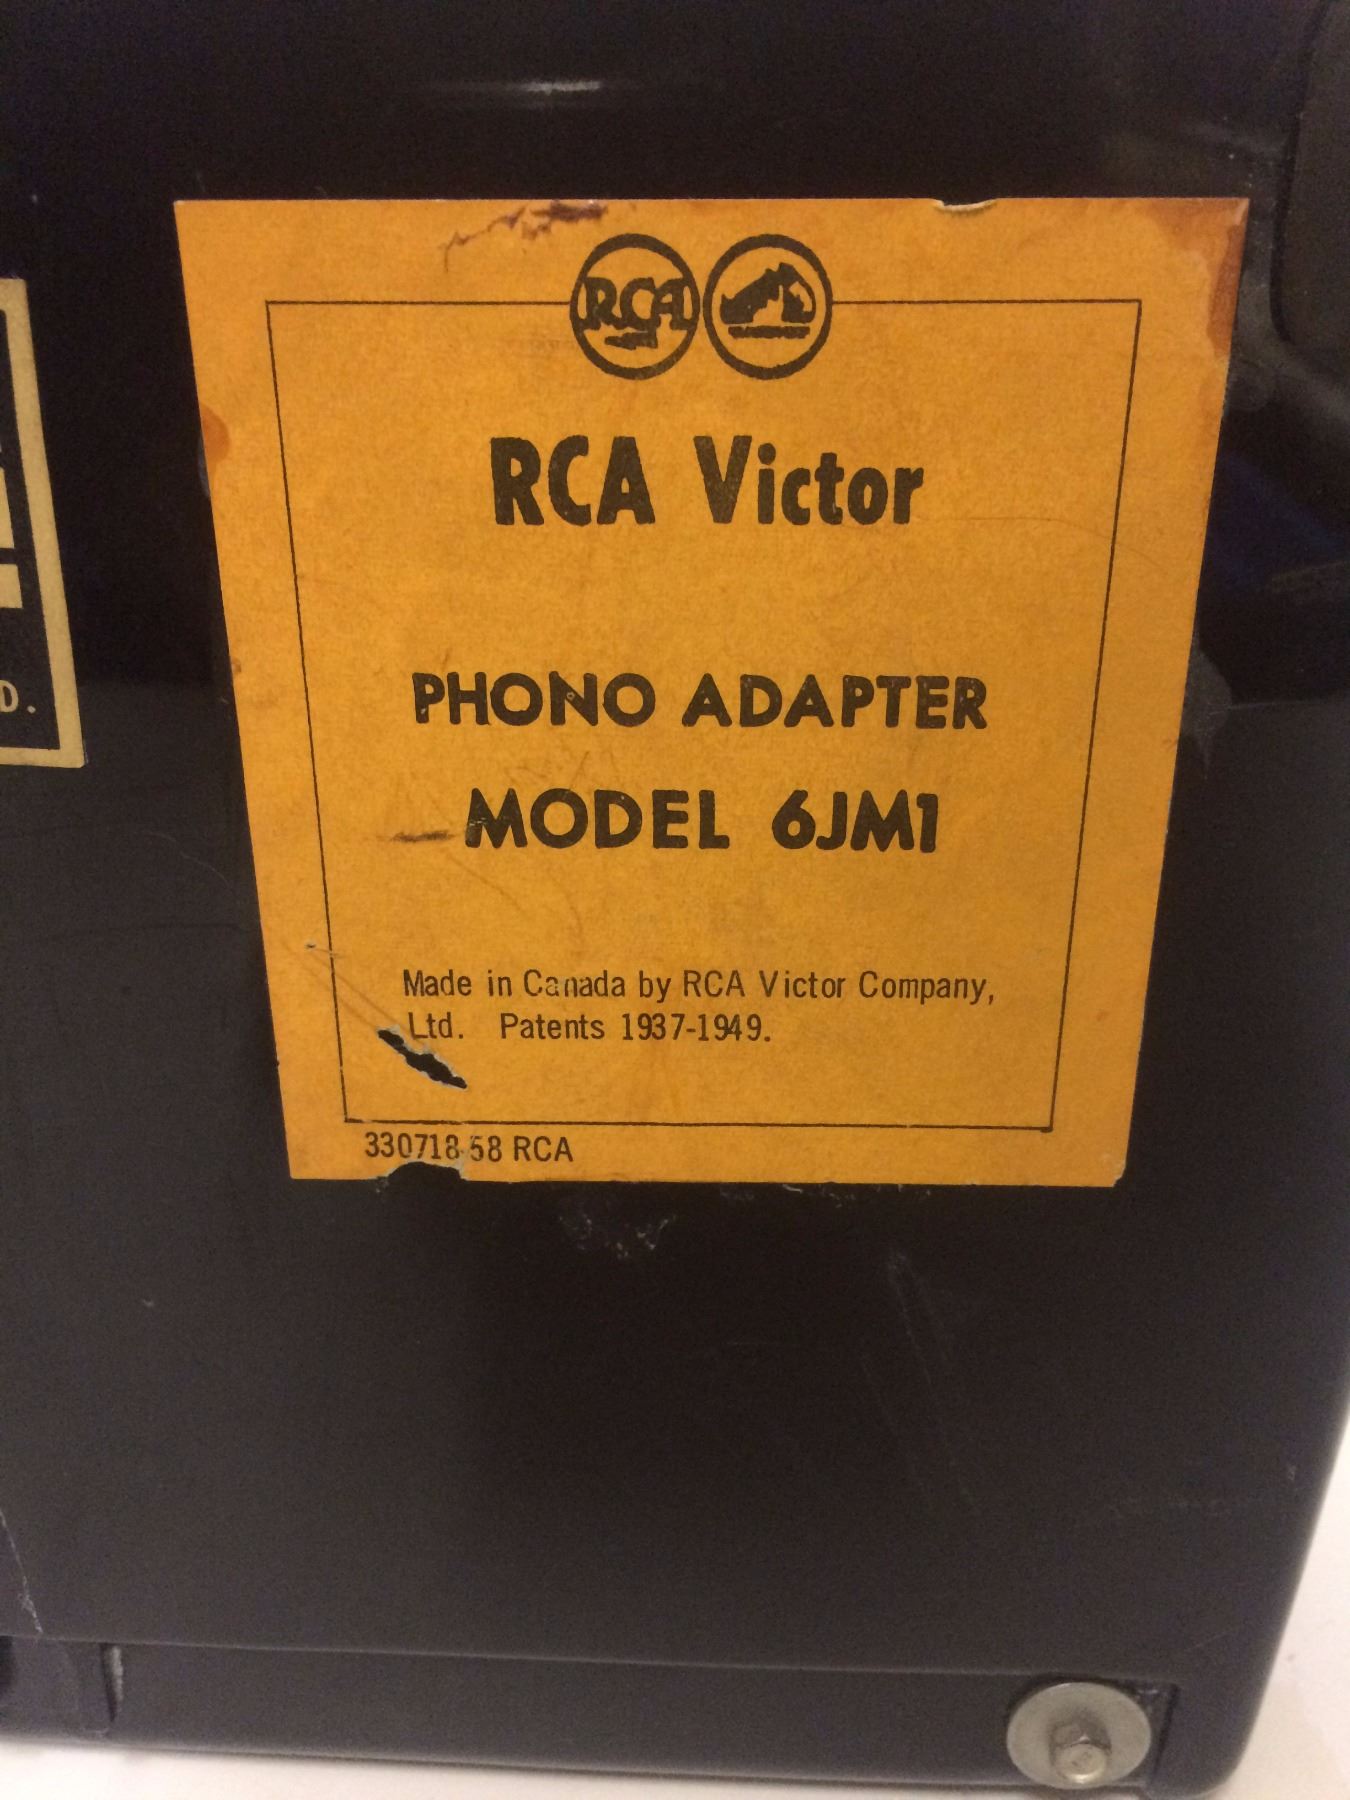 RCA
RCA Victor
PHONO ADAPTER
MODEL 6JM1
Made in Canada by RCA Victor Company,
Ltd. Patents 1937-1949.
330718-58 RCA
D.